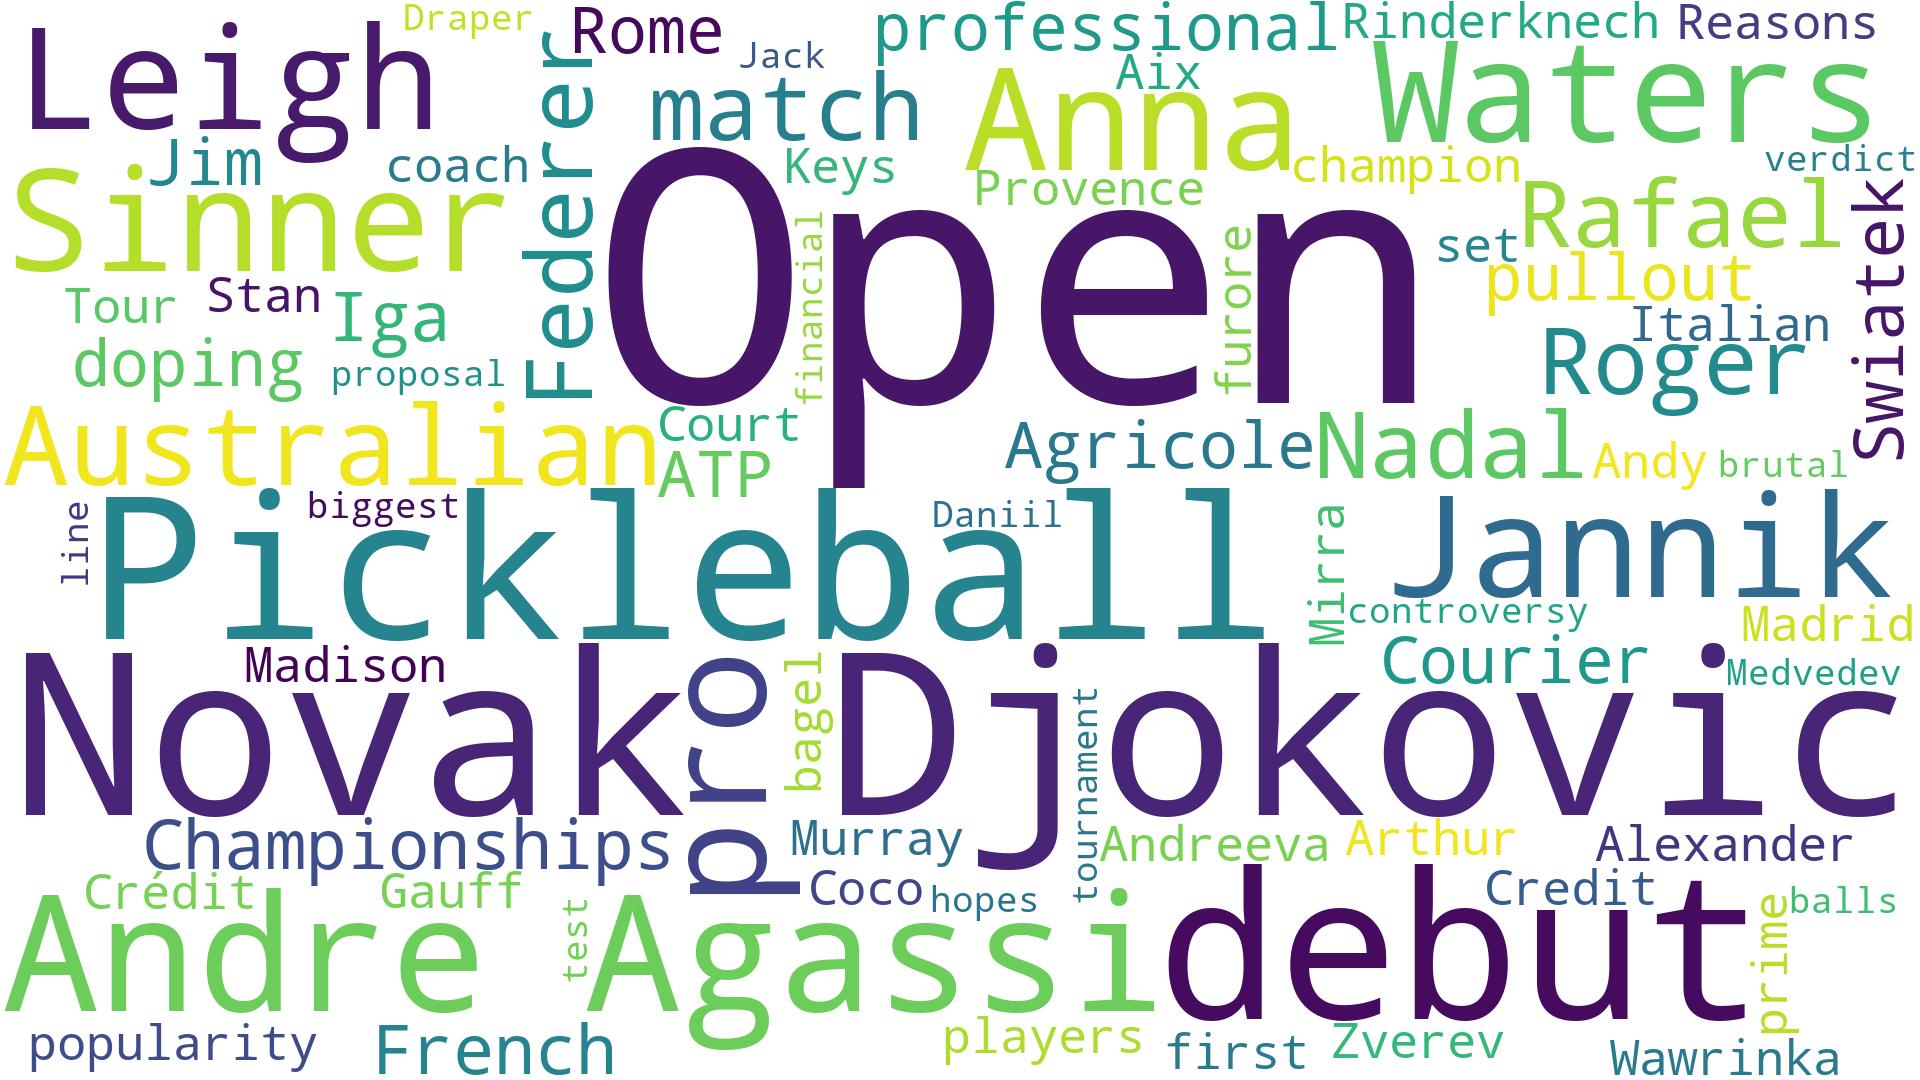 Draper
Leigh
Rome
professional
Rinderknech
Reasons
Jack
Aix
Waters
Federer
match
Anna
Jim
coach
Keys
champion
verdict
Sinner
Open
Provence
Rafael
Swiatek
financial
furore
set
pullout
Tour
Stan
Iga
Italian
doping
proposal
Roger
Australian
Court
ATP
Agricole
Nadal
Andy
brutal
line
biggest
Pickleball
Daniil
Mirra
Jannik
controversy
Madrid
Madison
Courier
Medvedev
Novak
pro
bagel
Djokovic
tournament
Championships
Murray
Andreeva
Arthur
Alexander
Crédit
Gauff
Coco
hopes
Credit
balls
Andre
test
Agassi
debut
prime
popularity
French
players
first
Zverev
Wawrinka